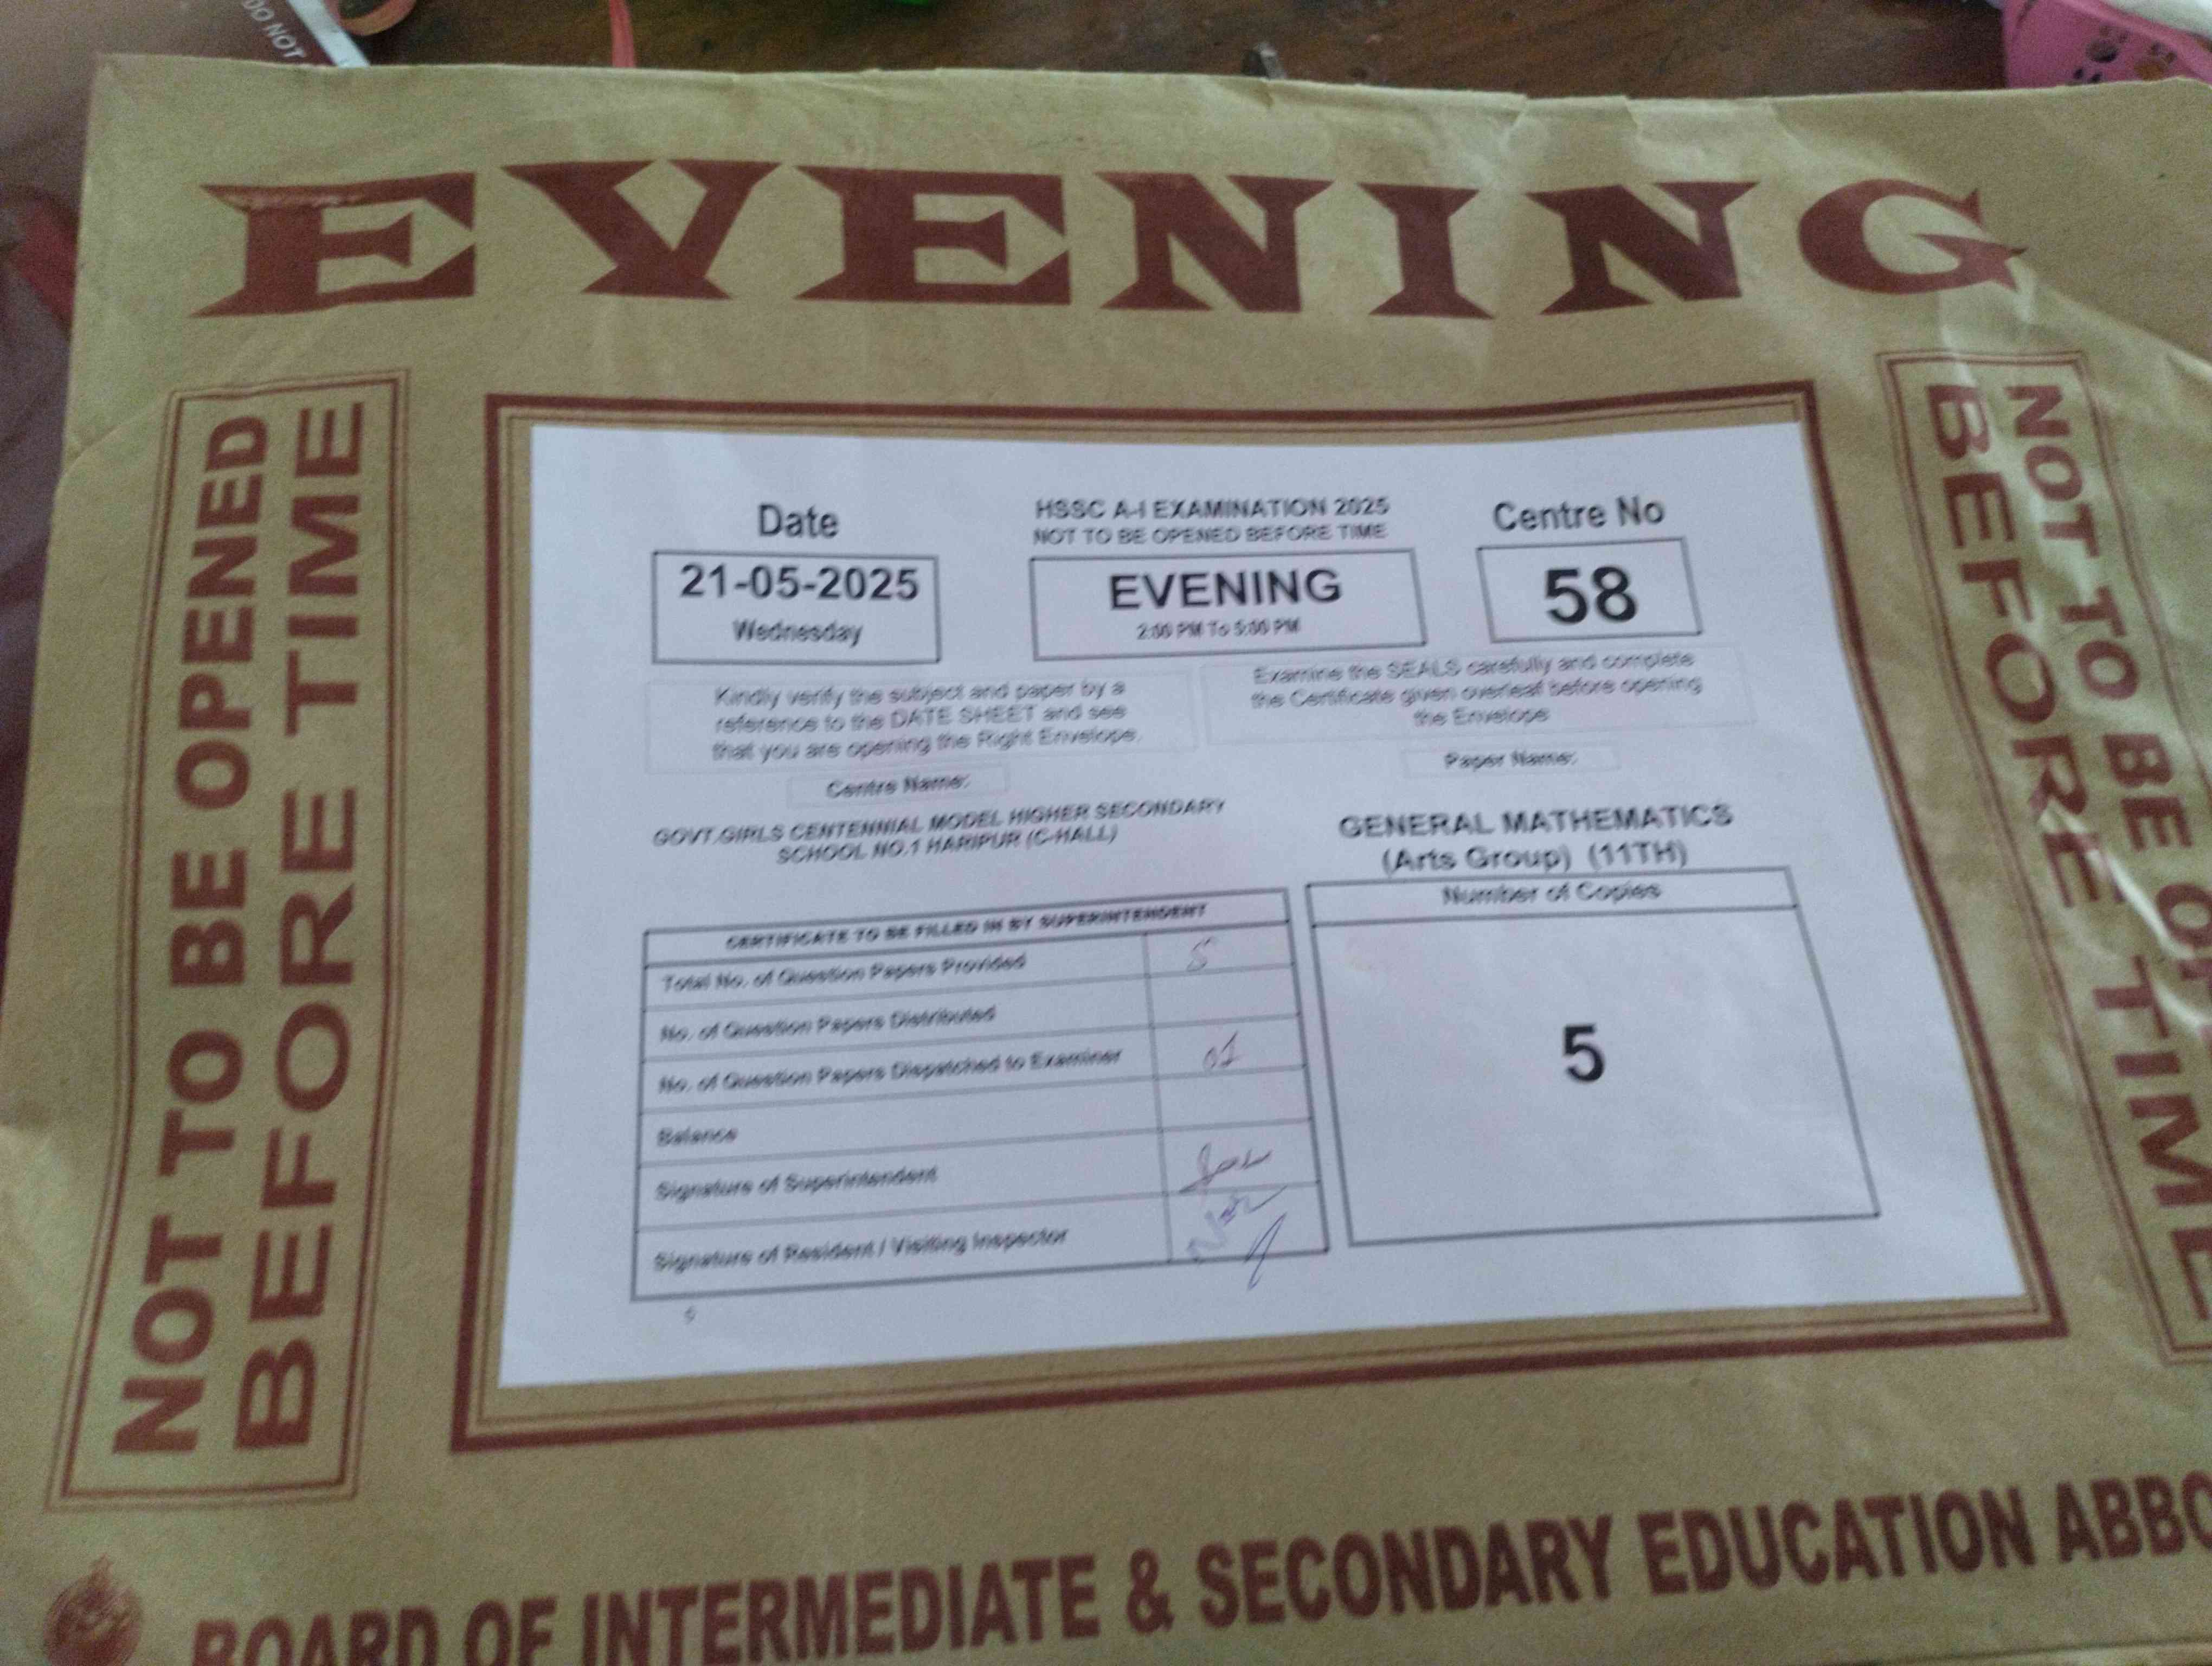 DO NOT
EVENING
NOT TO BE OPENED
BEFORE TIME
Date
21-05-2025
Wednesday
HSSC A-I EXAMINATION 2025
NOT TO BE OPENED BEFORE TIME
EVENING
2:00 PM To 5:00 PM
Centre No
58
Kindly verify the subject and paper by a
reference to the DATE SHEET and see
that you are opening the Right Envelope.
Examine the SEALS carefully and complete
the Certificate given overleaf before opening
the Envelope
Centre Name:
GOVT.GIRLS CENTENNIAL MODEL HIGHER SECONDARY
SCHOOL NO.1 HARIPUR (C-HALL)
Paper Name:
GENERAL MATHEMATICS
(Arts Group) (11TH)
CERTIFICATE TO BE FILLED IN BY SUPERINTENDENT
Total No. of Question Papers Provided 5
No. of Question Papers Distributed
No. of Question Papers Dispatched to Examiner 01
Balance
Signature of Superintendent
Signature of Resident / Visiting Inspector
Number of Copies
5
NOT TO BE OP
BEFORE TIME
BOARD OF INTERMEDIATE & SECONDARY EDUCATION ABBO